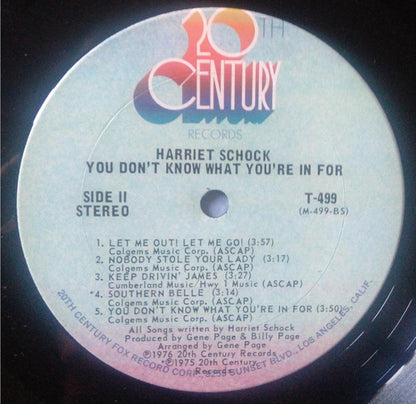 20TH
CENTURY
RECORDS
HARRIET SCHOCK
YOU DON'T KNOW WHAT YOU'RE IN FOR
SIDE II
STEREO
T-499
(M-499-BS)
1. LET ME OUT! LET ME GO! (3:57)
Colgems Music Corp. (ASCAP)
2. NOBODY STOLE YOUR LADY (3:17)
Colgems Music Corp. (ASCAP)
3. KEEP DRIVIN' JAMES (3:27)
Cumberland Music/Hwy 1 Music (ASCAP)
*4. SOUTHERN BELLE (3:14)
Colgems Music Corp. (ASCAP)
5. YOU DON'T KNOW WHAT YOU'RE IN FOR (3:50)
Colgems Music Corp. (ASCAP)
All Songs written by Harriet Schock
Produced by Gene Page & Billy Page
Arranged by Gene Page
℗1976 20th Century Records
*℗1975 20th Century
Records
20TH CENTURY FOX RECORD CORP., SUNSET BLVD., LOS ANGELES, CALIF.